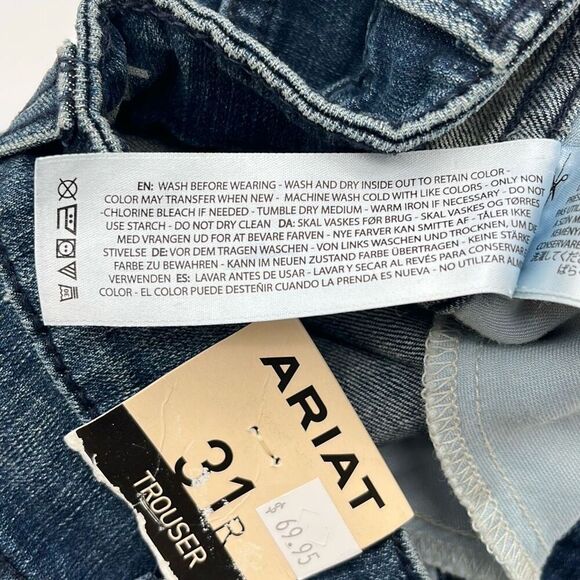 EN: WASH BEFORE WEARING - WASH AND DRY INSIDE OUT TO RETAIN COLOR -
COLOR MAY TRANSFER WHEN NEW - MACHINE WASH COLD WITH LIKE COLORS - ONLY NON
-CHLORINE BLEACH IF NEEDED - TUMBLE DRY MEDIUM - WARM IRON IF NECESSARY - DO NOT
USE STARCH - DO NOT DRY CLEAN DA: SKAL VASKES FØR BRUG - SKAL VASKES OG TØRRES
MED VRANGEN UD FOR AT BEVARE FARVEN - NYE FARVER KAN SMITTE AF - TÅLER IKKE
STIVELSE DE: VOR DEM TRAGEN WASCHEN - VON LINKS WASCHEN UND TROCKNEN, UM DIE
FARBE ZU BEWAHREN - KANN IM NEUEN ZUSTAND FARBE ÜBERTRAGEN - KEINE STÄRKE
VERWENDEN ES: LAVAR ANTES DE USAR - LAVAR Y SECAR AL REVÉS PARA CONSERVAR
COLOR - EL COLOR PUEDE DESTEÑIR CUANDO LA PRENDA ES NUEVA - NO UTILIZAR
ARIAT
31R
TROUSER
$
69.95